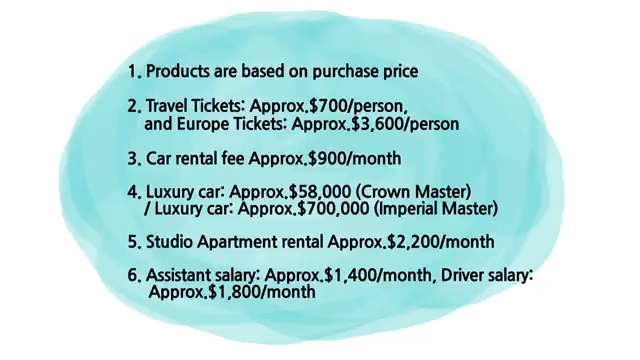 1. Products are based on purchase price
2. Travel Tickets: Approx.$700/person,
and Europe Tickets: Approx.$3,600/person
3. Car rental fee Approx.$900/month
4. Luxury car: Approx.$58,000 (Crown Master)
/ Luxury car: Approx.$700,000 (Imperial Master)
5. Studio Apartment rental Approx.$2,200/month
6. Assistant salary: Approx.$1,400/month, Driver salary:
Approx.$1,800/month